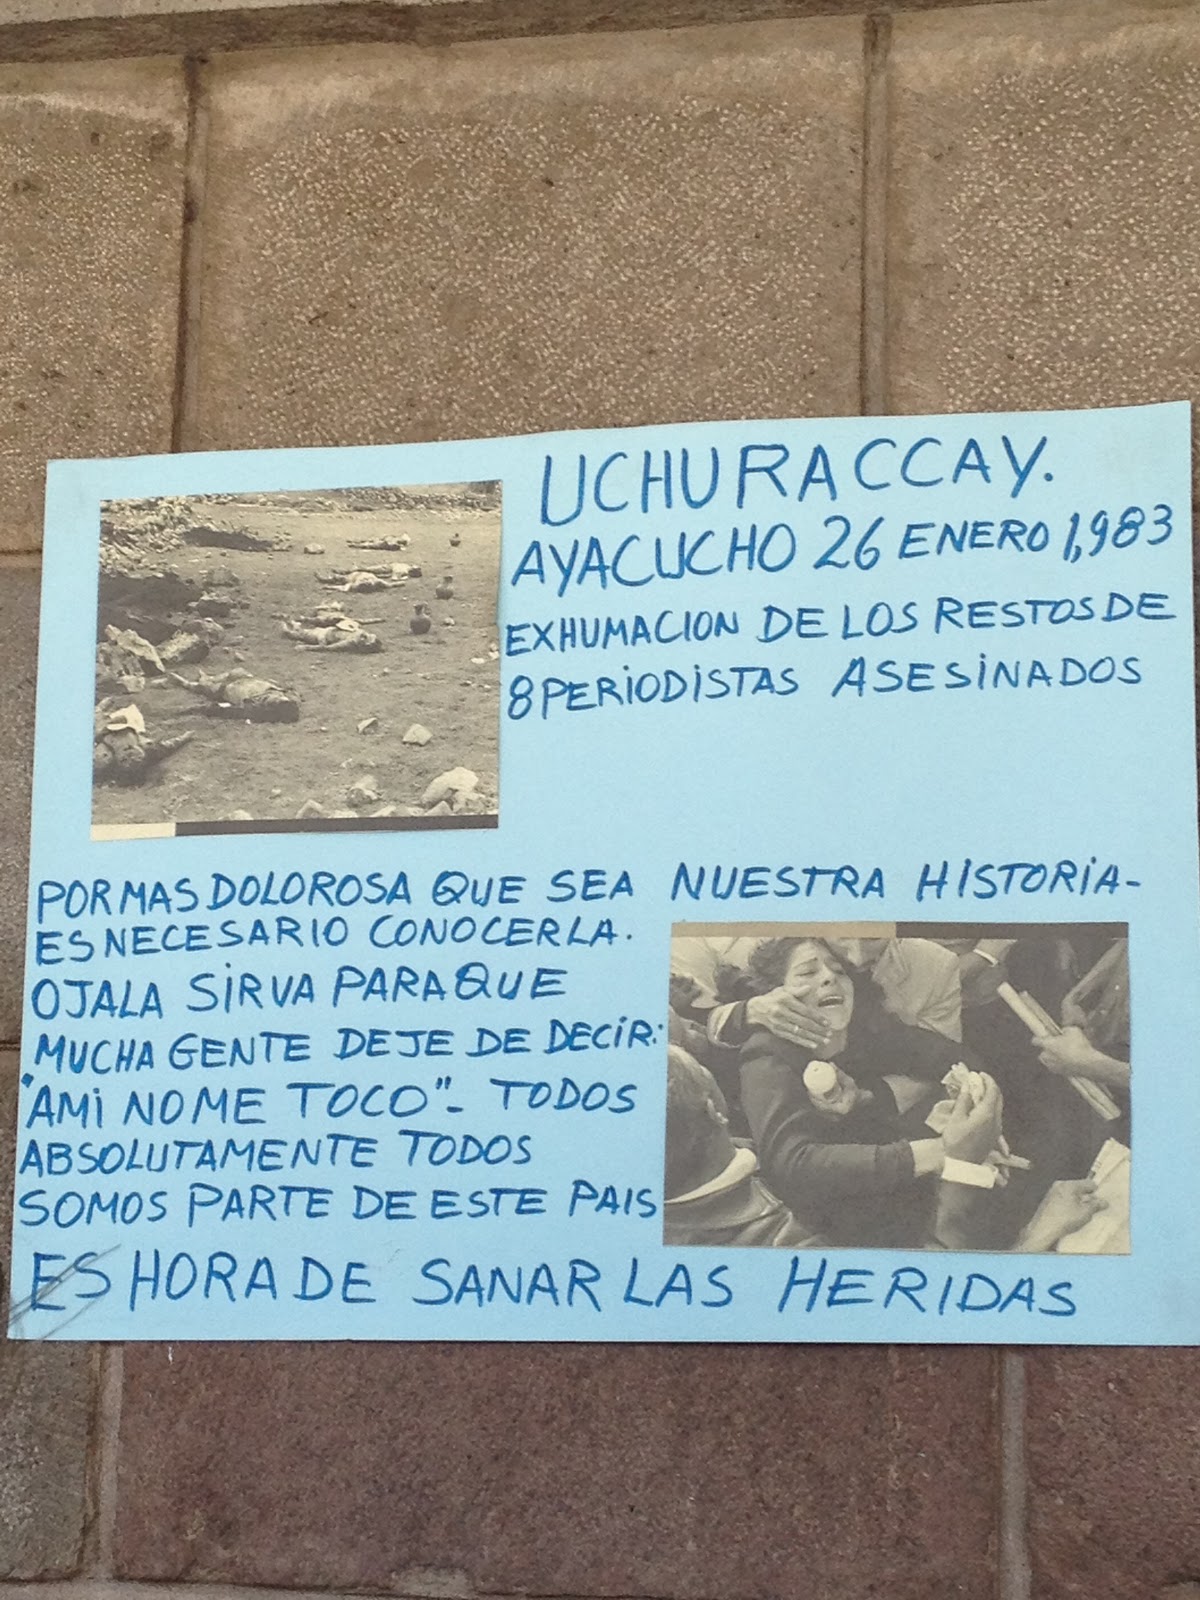 UCHURACCAY.
AYACUCHO 26 ENERO 1,983
EXHUMACION DE LOS RESTOS DE
8 PERIODISTAS ASESINADOS
POR MAS DOLOROSA QUE SEA NUESTRA HISTORIA-
ES NECESARIO CONOCERLA.
OJALA SIRVA PARA QUE
MUCHA GENTE DEJE DE DECIR:
"AMI NO ME TOCO"- TODOS
ABSOLUTAMENTE TODOS
SOMOS PARTE DE ESTE PAIS
ES HORA DE SANAR LAS HERIDAS